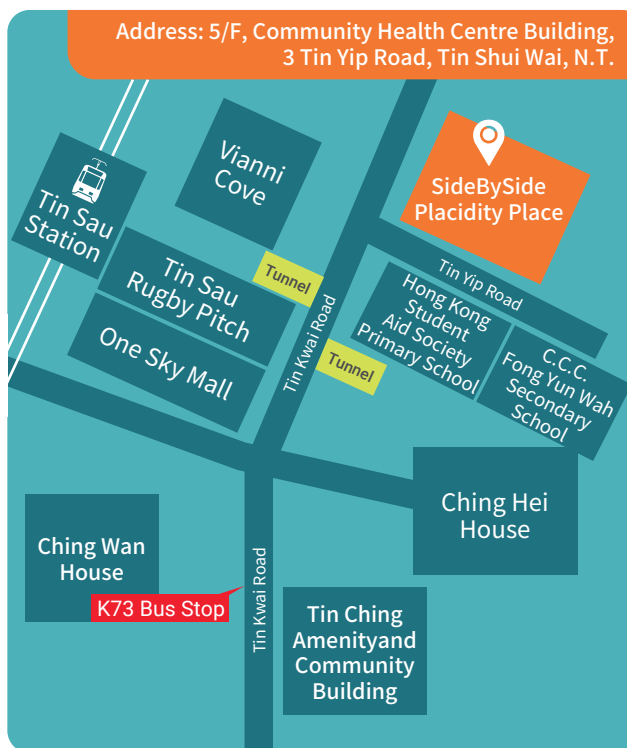 Address: 5/F, Community Health Centre Building,
3 Tin Yip Road, Tin Shui Wai, N.T.
Vianni
Cove
SideBySide
Placidity Place
Tin Sau
Station
Tin Sau
Rugby Pitch
Tunnel
Tin Yip Road
One Sky Mall
Tin Kwai Road
Tunnel
Hong Kong
Student
Aid Society
Primary School
C.C.C.
Fong Yun Wah
Secondary
School
Ching Hei
House
Ching Wan
House
K73 Bus Stop
Tin Kwai Road
Tin Ching
Amenityand
Community
Building